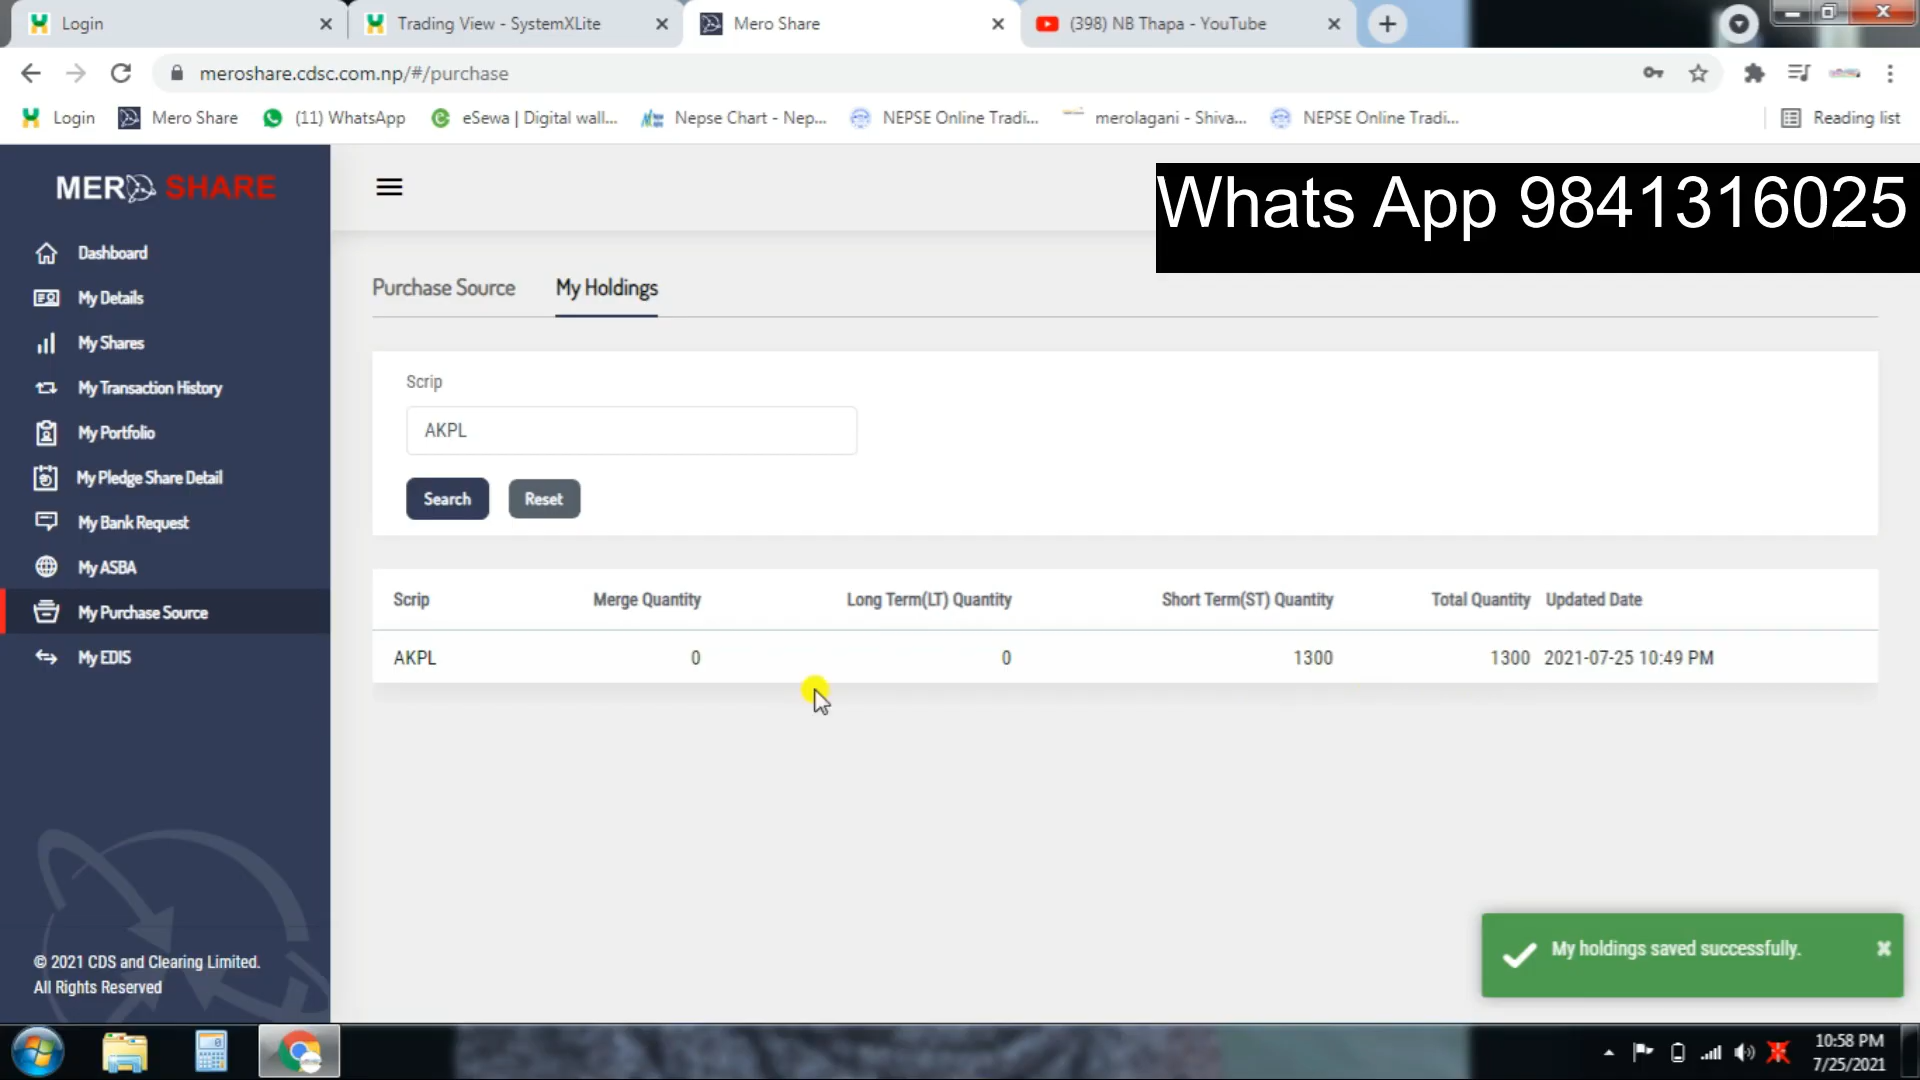 Login
Trading View - SystemXLite
Mero Share
(398) NB Thapa - YouTube
meroshare.cdsc.com.np/#/purchase
Login
Mero Share
(11) WhatsApp
eSewa | Digital wall...
Nepse Chart - Nep...
NEPSE Online Tradi...
merolagani - Shiva...
NEPSE Online Tradi...
Reading list
MERO SHARE
Whats App 9841316025
Dashboard
My Details
My Shares
My Transaction History
My Portfolio
My Pledge Share Detail
My Bank Request
My ASBA
My Purchase Source
My EDIS
© 2021 CDS and Clearing Limited.
All Rights Reserved
Purchase Source
My Holdings
Scrip
AKPL
Search
Reset
Scrip Merge Quantity Long Term(LT) Quantity Short Term(ST) Quantity Total Quantity Updated Date
AKPL 0 0 1300 1300 2021-07-25 10:49 PM
My holdings saved successfully.
10:58 PM
7/25/2021